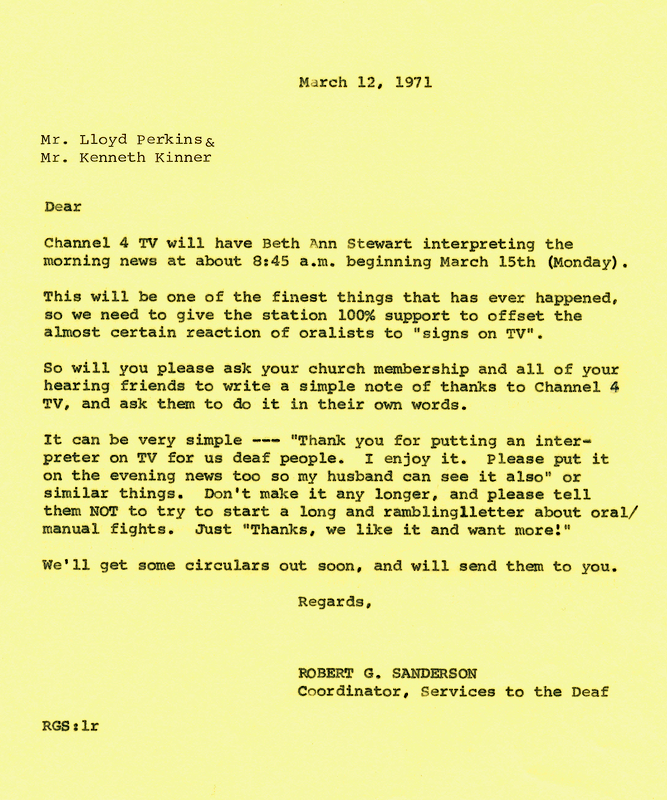 March 12, 1971
Mr. Lloyd Perkins &
Mr. Kenneth Kinner
Dear
Channel 4 TV will have Beth Ann Stewart interpreting the
morning news at about 8:45 a.m. beginning March 15th (Monday).
This will be one of the finest things that has ever happened,
so we need to give the station 100% support to offset the
almost certain reaction of oralists to "signs on TV".
So will you please ask your church membership and all of your
hearing friends to write a simple note of thanks to Channel 4
TV, and ask them to do it in their own words.
It can be very simple --- "Thank you for putting an inter-
preter on TV for us deaf people.  I enjoy it.  Please put it
on the evening news too so my husband can see it also" or
similar things.  Don't make it any longer, and please tell
them NOT to try to start a long and ramblinglletter about oral/
manual fights.  Just "Thanks, we like it and want more!"
We'll get some circulars out soon, and will send them to you.
Regards,
ROBERT G. SANDERSON
Coordinator, Services to the Deaf
RGS:lr